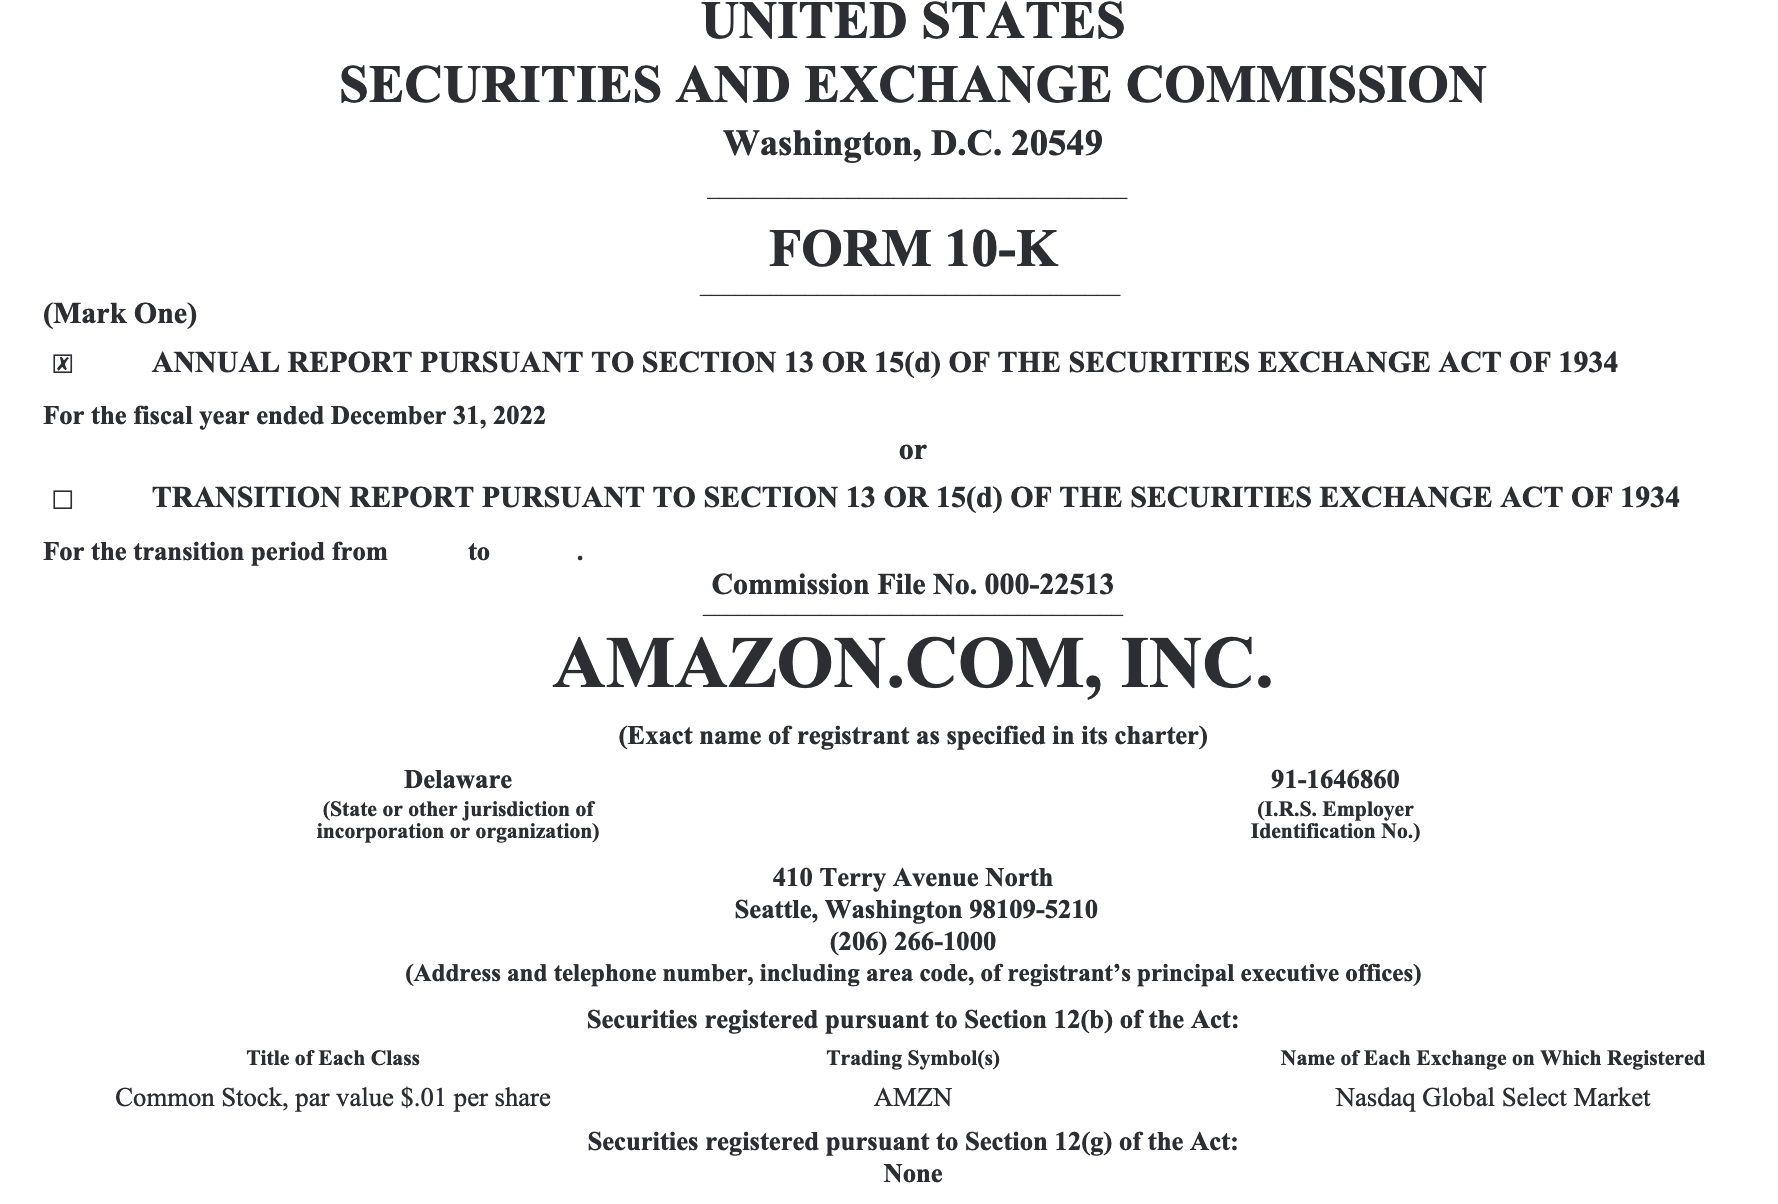 UNITED STATES
SECURITIES AND EXCHANGE COMMISSION
Washington, D.C. 20549
FORM 10-K
(Mark One)
☒ ANNUAL REPORT PURSUANT TO SECTION 13 OR 15(d) OF THE SECURITIES EXCHANGE ACT OF 1934
For the fiscal year ended December 31, 2022
or
☐ TRANSITION REPORT PURSUANT TO SECTION 13 OR 15(d) OF THE SECURITIES EXCHANGE ACT OF 1934
For the transition period from to .
Commission File No. 000-22513
AMAZON.COM, INC.
(Exact name of registrant as specified in its charter)
Delaware 91-1646860
(State or other jurisdiction of (I.R.S. Employer
incorporation or organization) Identification No.)
410 Terry Avenue North
Seattle, Washington 98109-5210
(206) 266-1000
(Address and telephone number, including area code, of registrant’s principal executive offices)
Securities registered pursuant to Section 12(b) of the Act:
Title of Each Class Trading Symbol(s) Name of Each Exchange on Which Registered
Common Stock, par value $.01 per share AMZN Nasdaq Global Select Market
Securities registered pursuant to Section 12(g) of the Act:
None